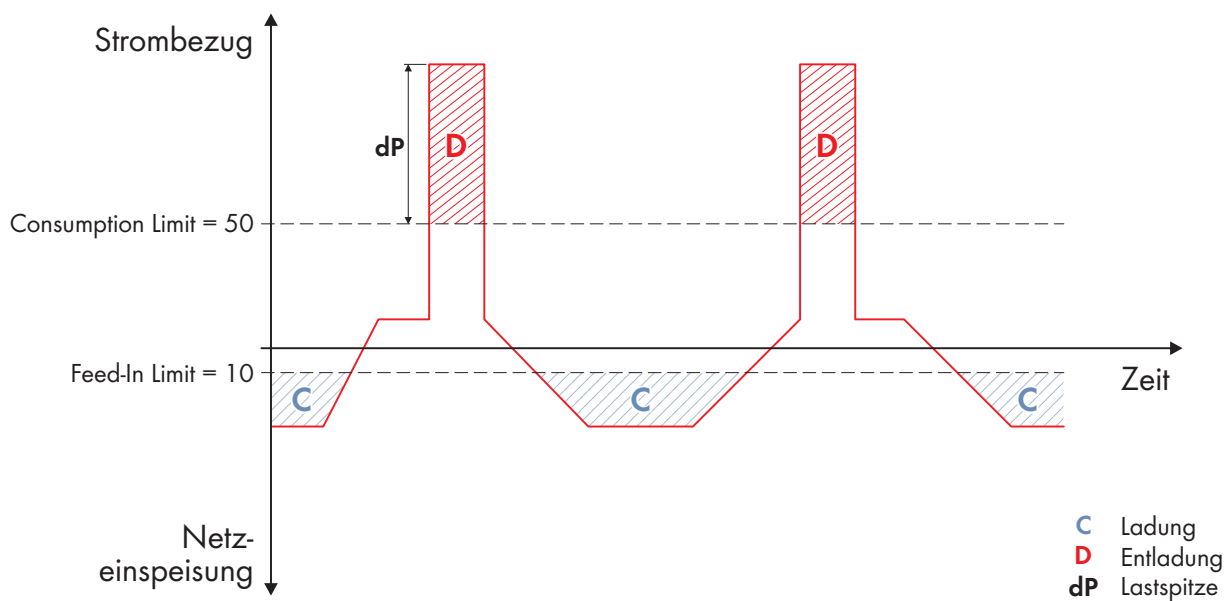 Strombezug
dP
D
D
Consumption Limit = 50
Feed-In Limit = 10
C
C
C
Zeit
Netz-
einspeisung
C Ladung
D Entladung
dP Lastspitze